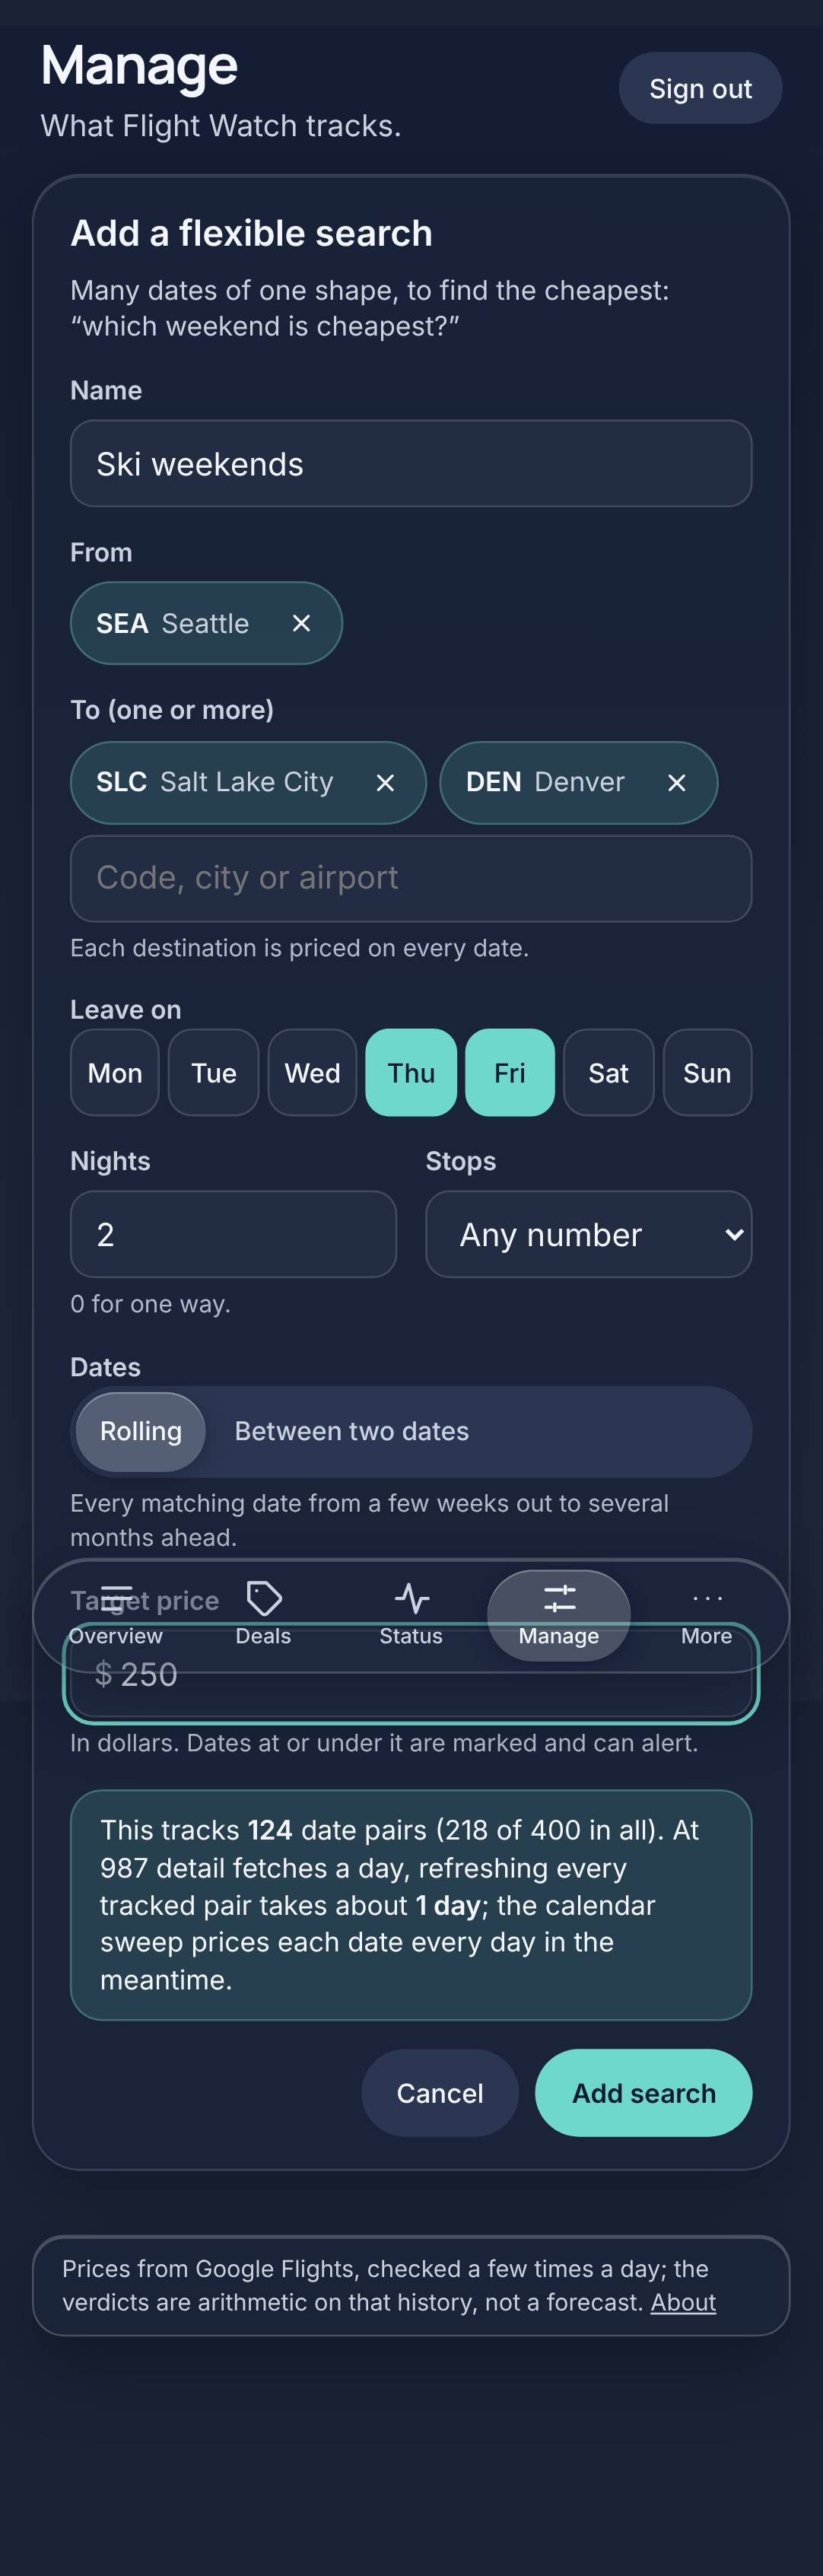 Manage
Sign out
What Flight Watch tracks.
Add a flexible search
Many dates of one shape, to find the cheapest:
“which weekend is cheapest?”
Name
Ski weekends
From
SEA Seattle ×
To (one or more)
SLC Salt Lake City × DEN Denver ×
Code, city or airport
Each destination is priced on every date.
Leave on
Mon Tue Wed Thu Fri Sat Sun
Nights Stops
2 Any number
0 for one way.
Dates
Rolling Between two dates
Every matching date from a few weeks out to several
months ahead.
Target price
Overview Deals Status Manage More
$ 250
In dollars. Dates at or under it are marked and can alert.
This tracks 124 date pairs (218 of 400 in all). At
987 detail fetches a day, refreshing every
tracked pair takes about 1 day; the calendar
sweep prices each date every day in the
meantime.
Cancel Add search
Prices from Google Flights, checked a few times a day; the
verdicts are arithmetic on that history, not a forecast. About